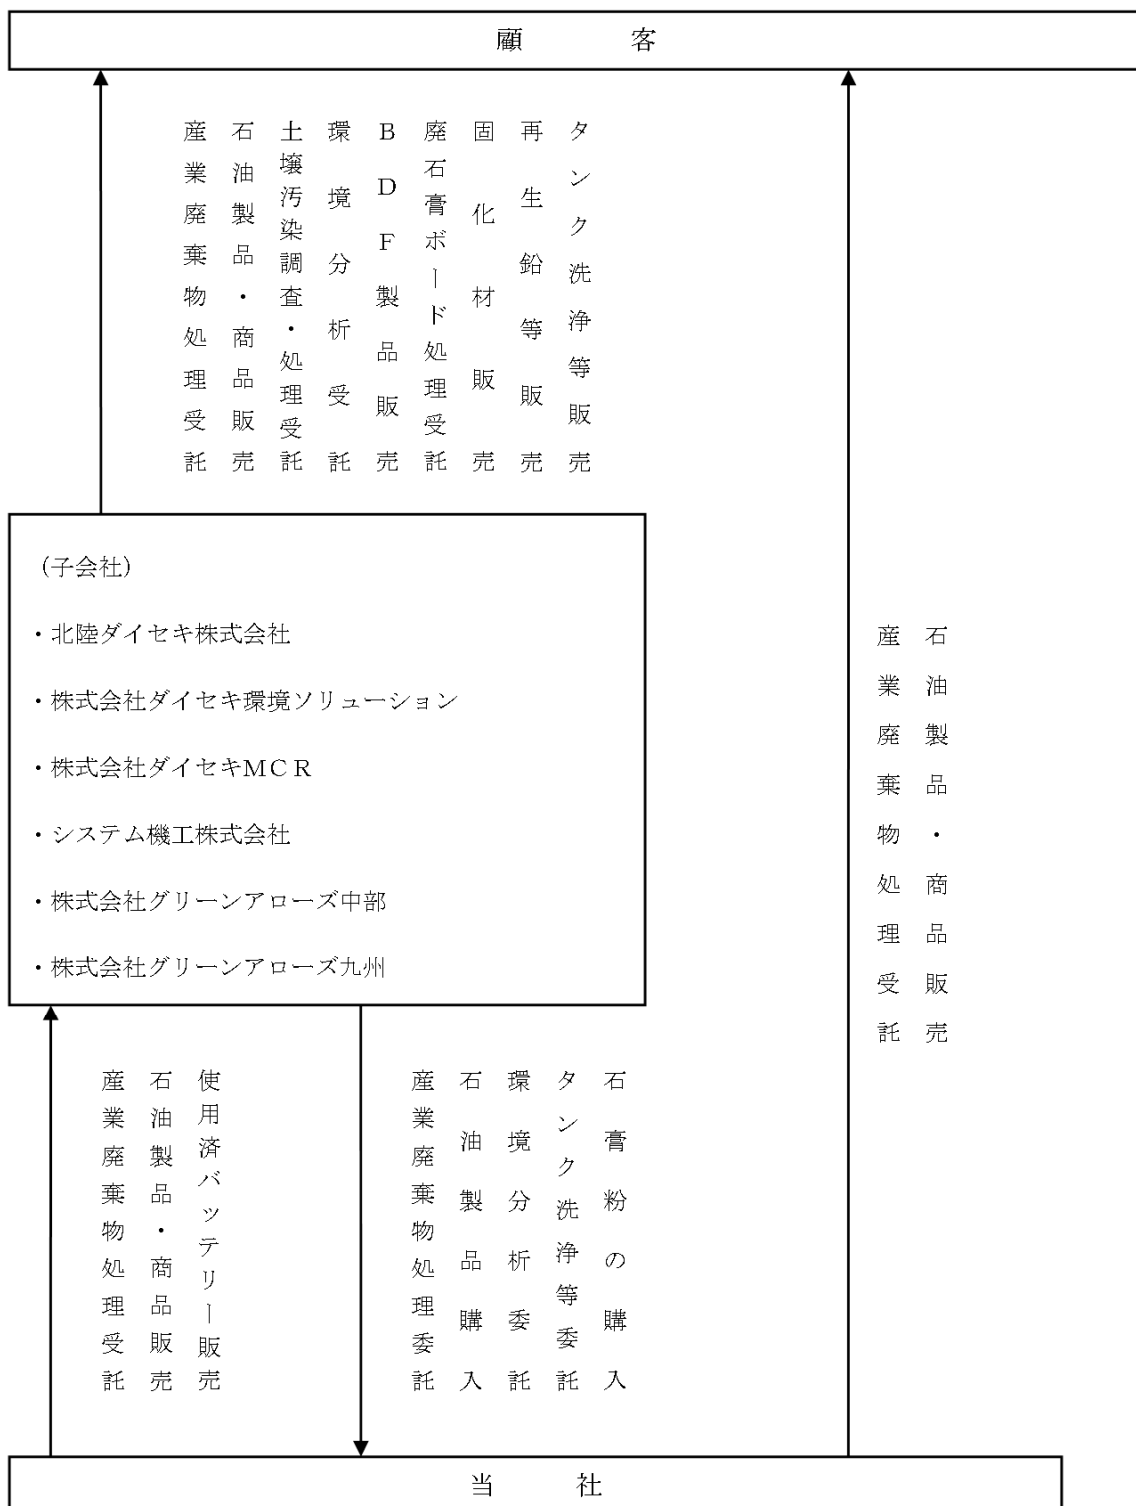 顧客
産業廃棄物処理受託
石油製品・商品販売
土壌汚染調査・処理受託
環境分析受託
BDF製品販売
廃石膏ボード処理受託
固化材販売
再生鉛等販売
タンク洗浄等販売
(子会社)
・北陸ダイセキ株式会社
・株式会社ダイセキ環境ソリューション
・株式会社ダイセキMCR
・システム機工株式会社
・株式会社グリーンアローズ中部
・株式会社グリーンアローズ九州
産業廃棄物処理受託
石油製品・商品販売
産業廃棄物処理受託
石油製品・商品販売
使用済バッテリー販売
産業廃棄物処理委託
石油製品購入
環境分析委託
タンク洗浄等委託
石膏粉の購入
当社